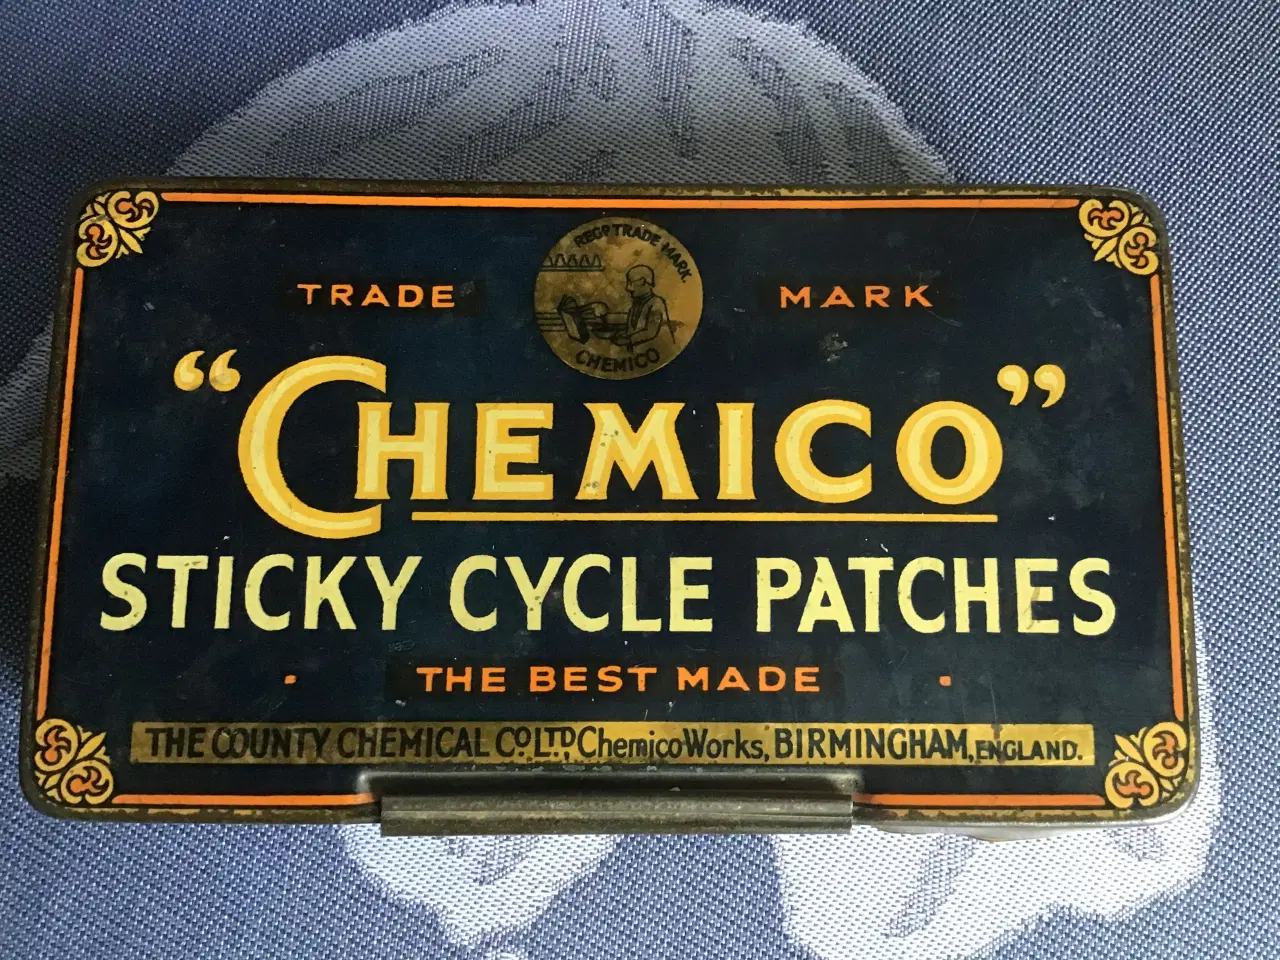 REGD TRADE MARK.
TRADE MARK
CHEMICO
"CHEMICO"
STICKY CYCLE PATCHES
· THE BEST MADE ·
THE COUNTY CHEMICAL CO. LTD. Chemico Works, BIRMINGHAM, ENGLAND.